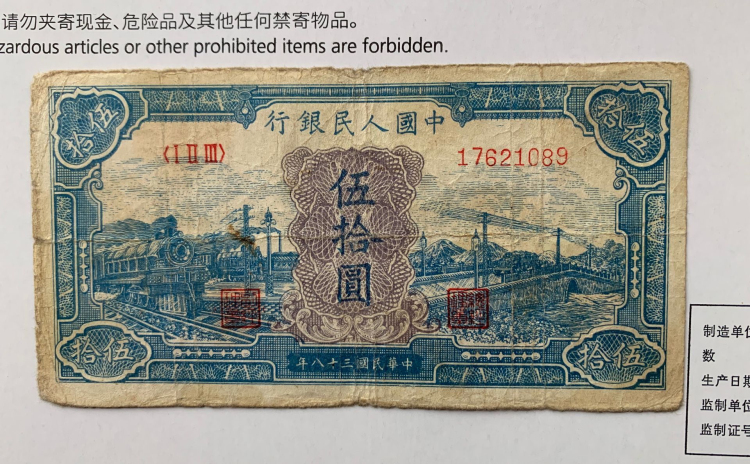 请勿夹寄现金、危险品及其他任何禁寄物品。
zardous articles or other prohibited items are forbidden.
伍拾
拾伍
行銀民人國中
〈I II III〉
17621089
伍
拾
圓
拾伍
伍拾
年八十三國民華中
制造单位
数
生产日期
监制单位
监制证号